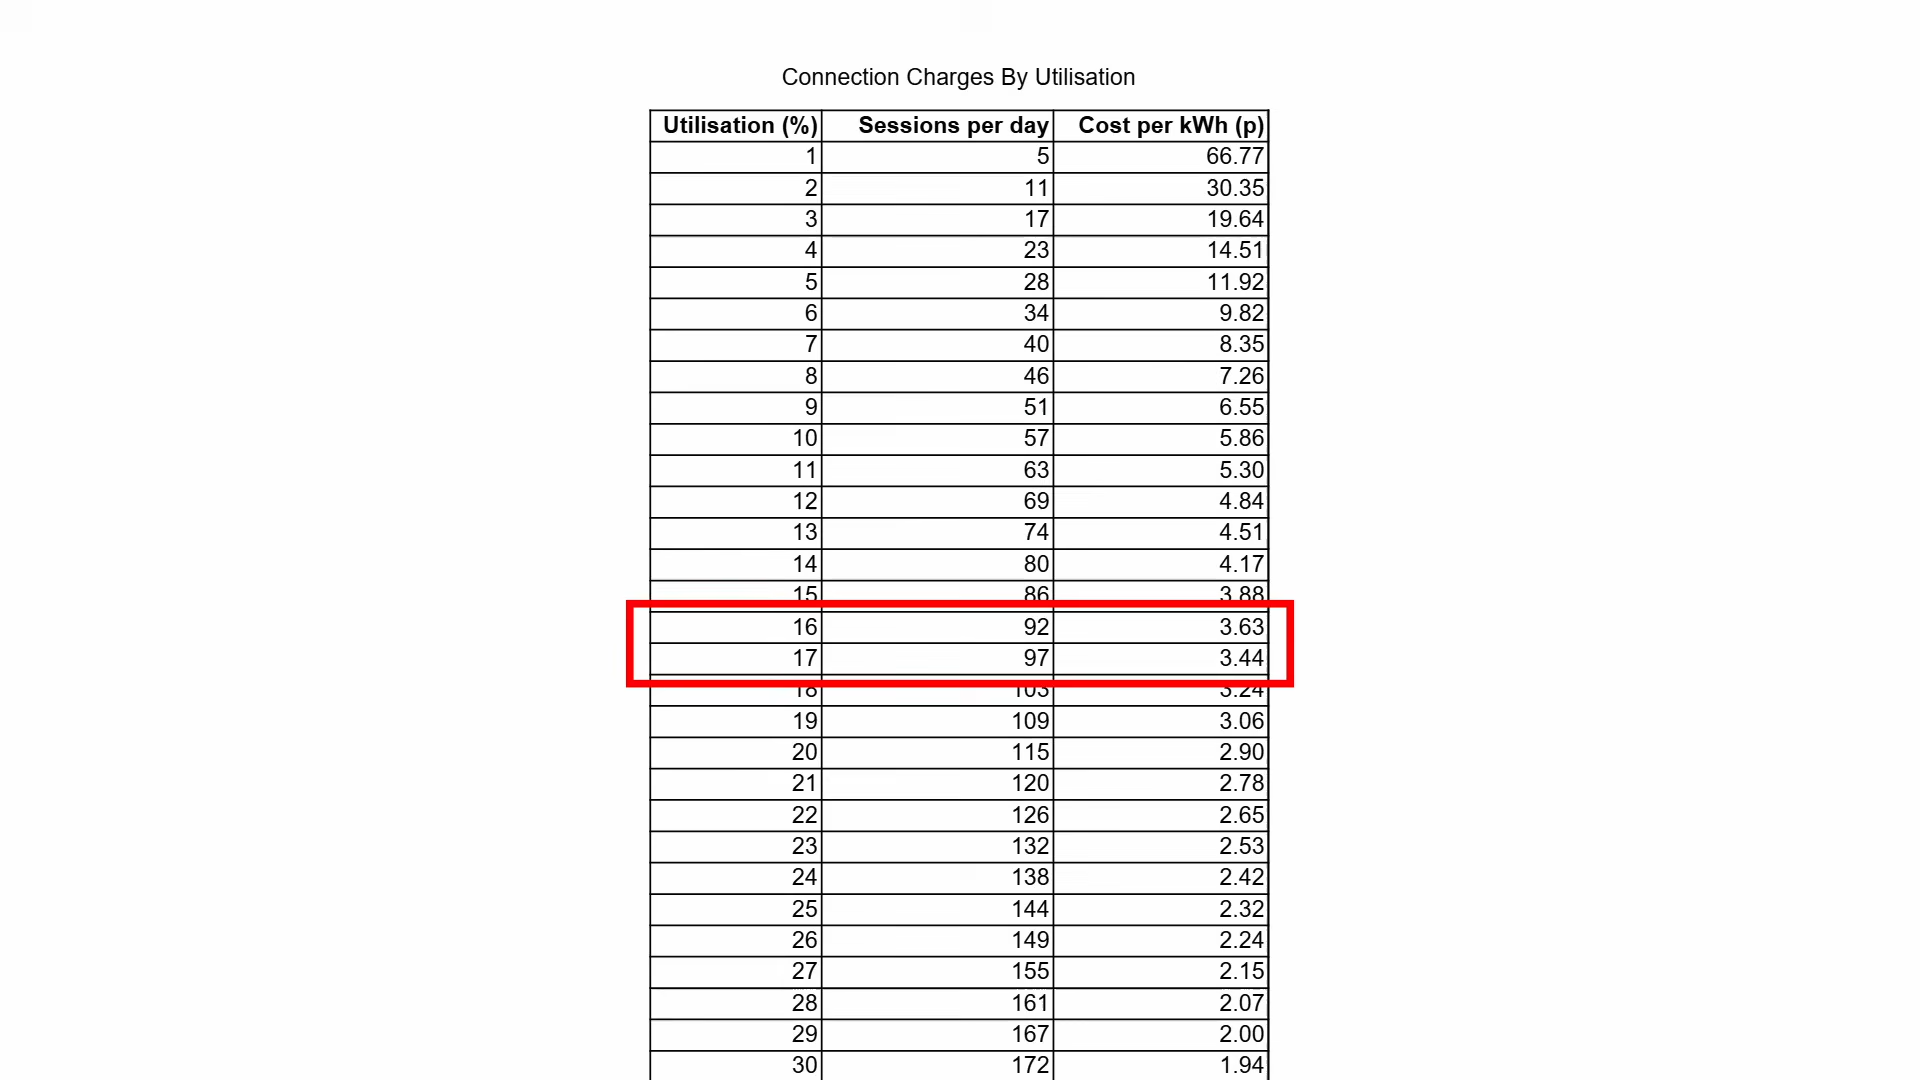 Connection Charges By Utilisation
Utilisation (%) Sessions per day Cost per kWh (p)
1 5 66.77
2 11 30.35
3 17 19.64
4 23 14.51
5 28 11.92
6 34 9.82
7 40 8.35
8 46 7.26
9 51 6.55
10 57 5.86
11 63 5.30
12 69 4.84
13 74 4.51
14 80 4.17
15 86 3.88
16 92 3.63
17 97 3.44
18 103 3.24
19 109 3.06
20 115 2.90
21 120 2.78
22 126 2.65
23 132 2.53
24 138 2.42
25 144 2.32
26 149 2.24
27 155 2.15
28 161 2.07
29 167 2.00
30 172 1.94